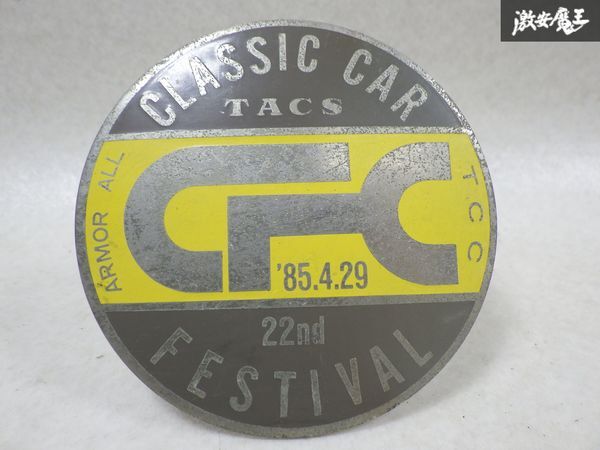 激安魔王
CLASSIC CAR
TACS
ARMOR ALL
CFC
TCC
'85.4.29
22nd
FESTIVAL